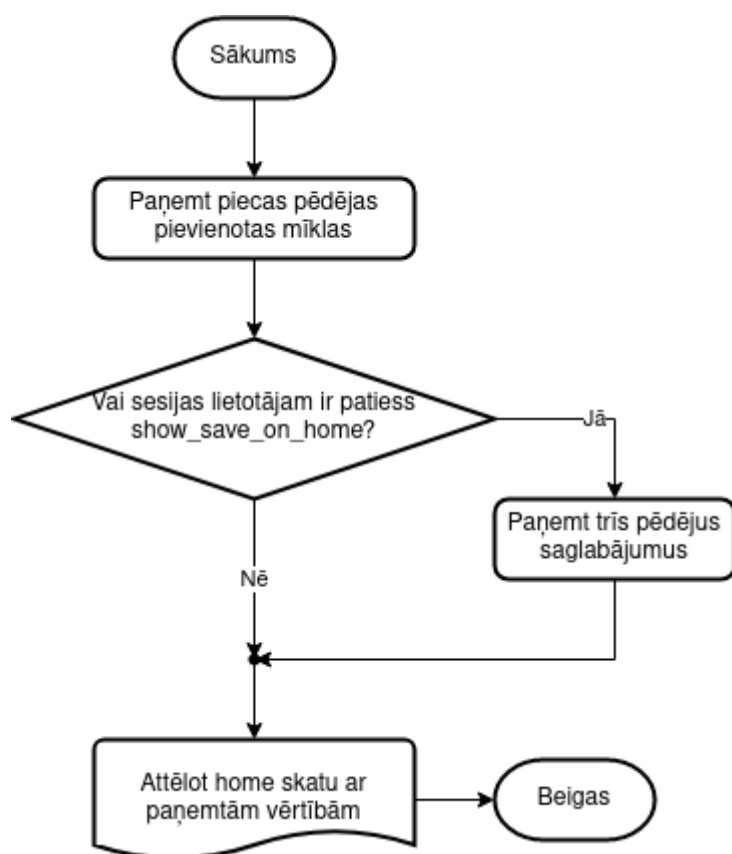 Sākums
Paņemt piecas pēdējas
pievienotas mīklas
Vai sesijas lietotājam ir patiess
show_save_on_home?
Jā
Paņemt trīs pēdējus
saglabājumus
Nē
Attēlot home skatu ar
paņemtām vērtībām
Beigas